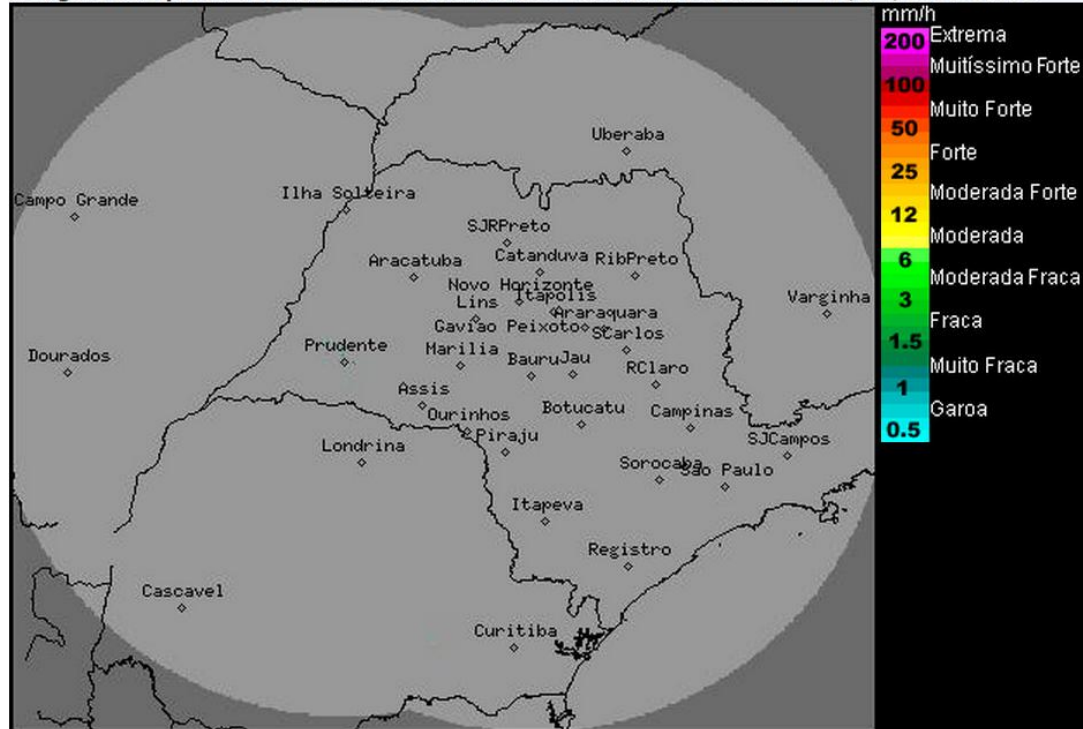 mm/h
200 Extrema
Muitíssimo Forte
100
Muito Forte
50
Forte
25
Moderada Forte
12
Moderada
6
Moderada Fraca
3
Fraca
1.5
Muito Fraca
1
Garoa
0.5
Uberaba
Campo Grande
Ilha Solteira
SJRPreto
Aracatuba
Catanduva
RibPreto
Novo Horizonte
Itapolis
Lins
Araraquara
Varginha
Gaviao Peixoto
SCarlos
Dourados
Prudente
Marilia
Bauru
Jau
RClaro
Assis
Ourinhos
Botucatu
Campinas
Piraju
Londrina
SJCampos
Sorocaba
Sao Paulo
Itapeva
Registro
Cascavel
Curitiba